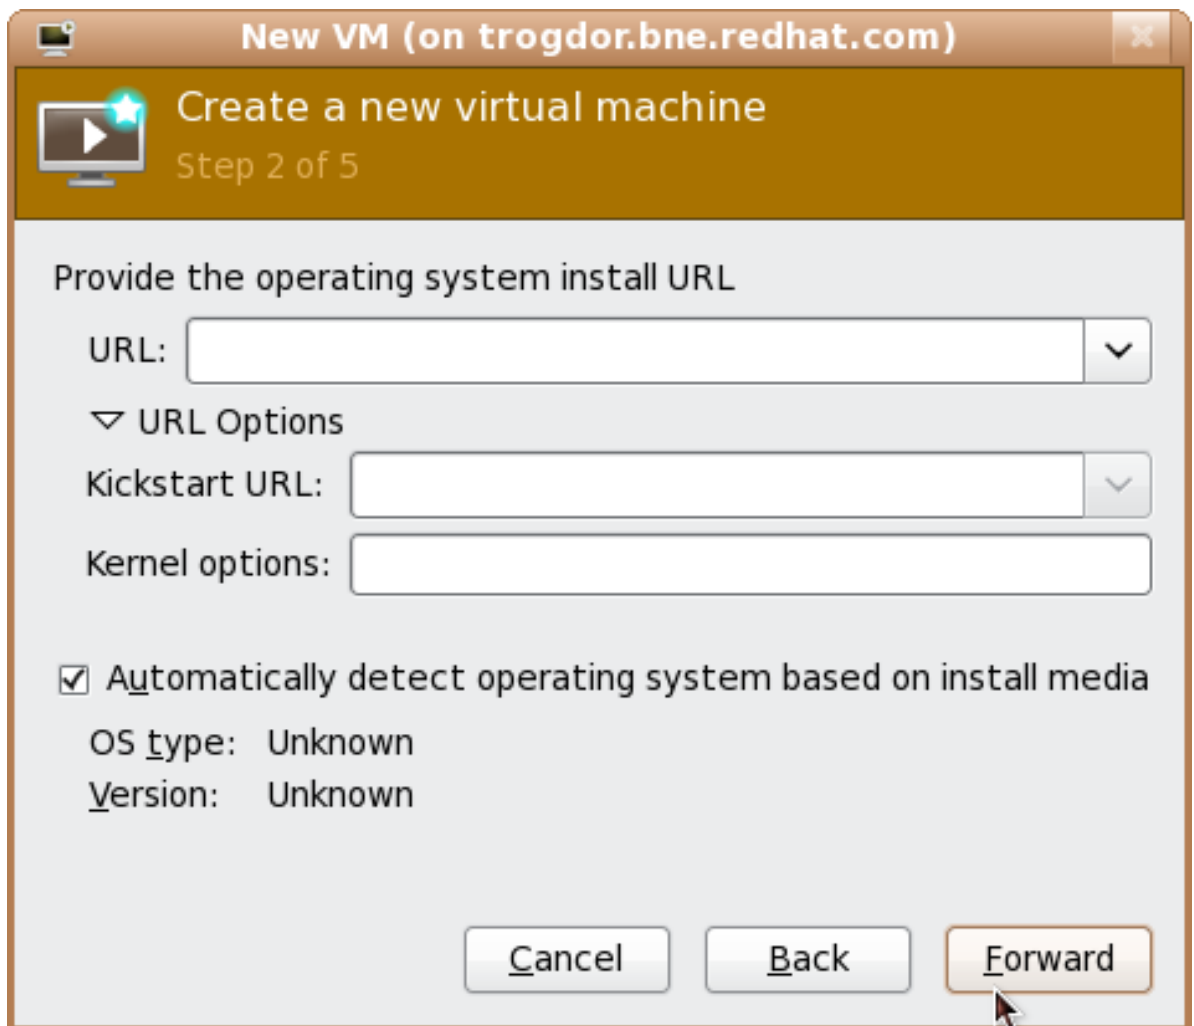 New VM (on trogdor.bne.redhat.com)
Create a new virtual machine
Step 2 of 5
Provide the operating system install URL
URL:
URL Options
Kickstart URL:
Kernel options:
Automatically detect operating system based on install media
OS type: Unknown
Version: Unknown
Cancel Back Forward